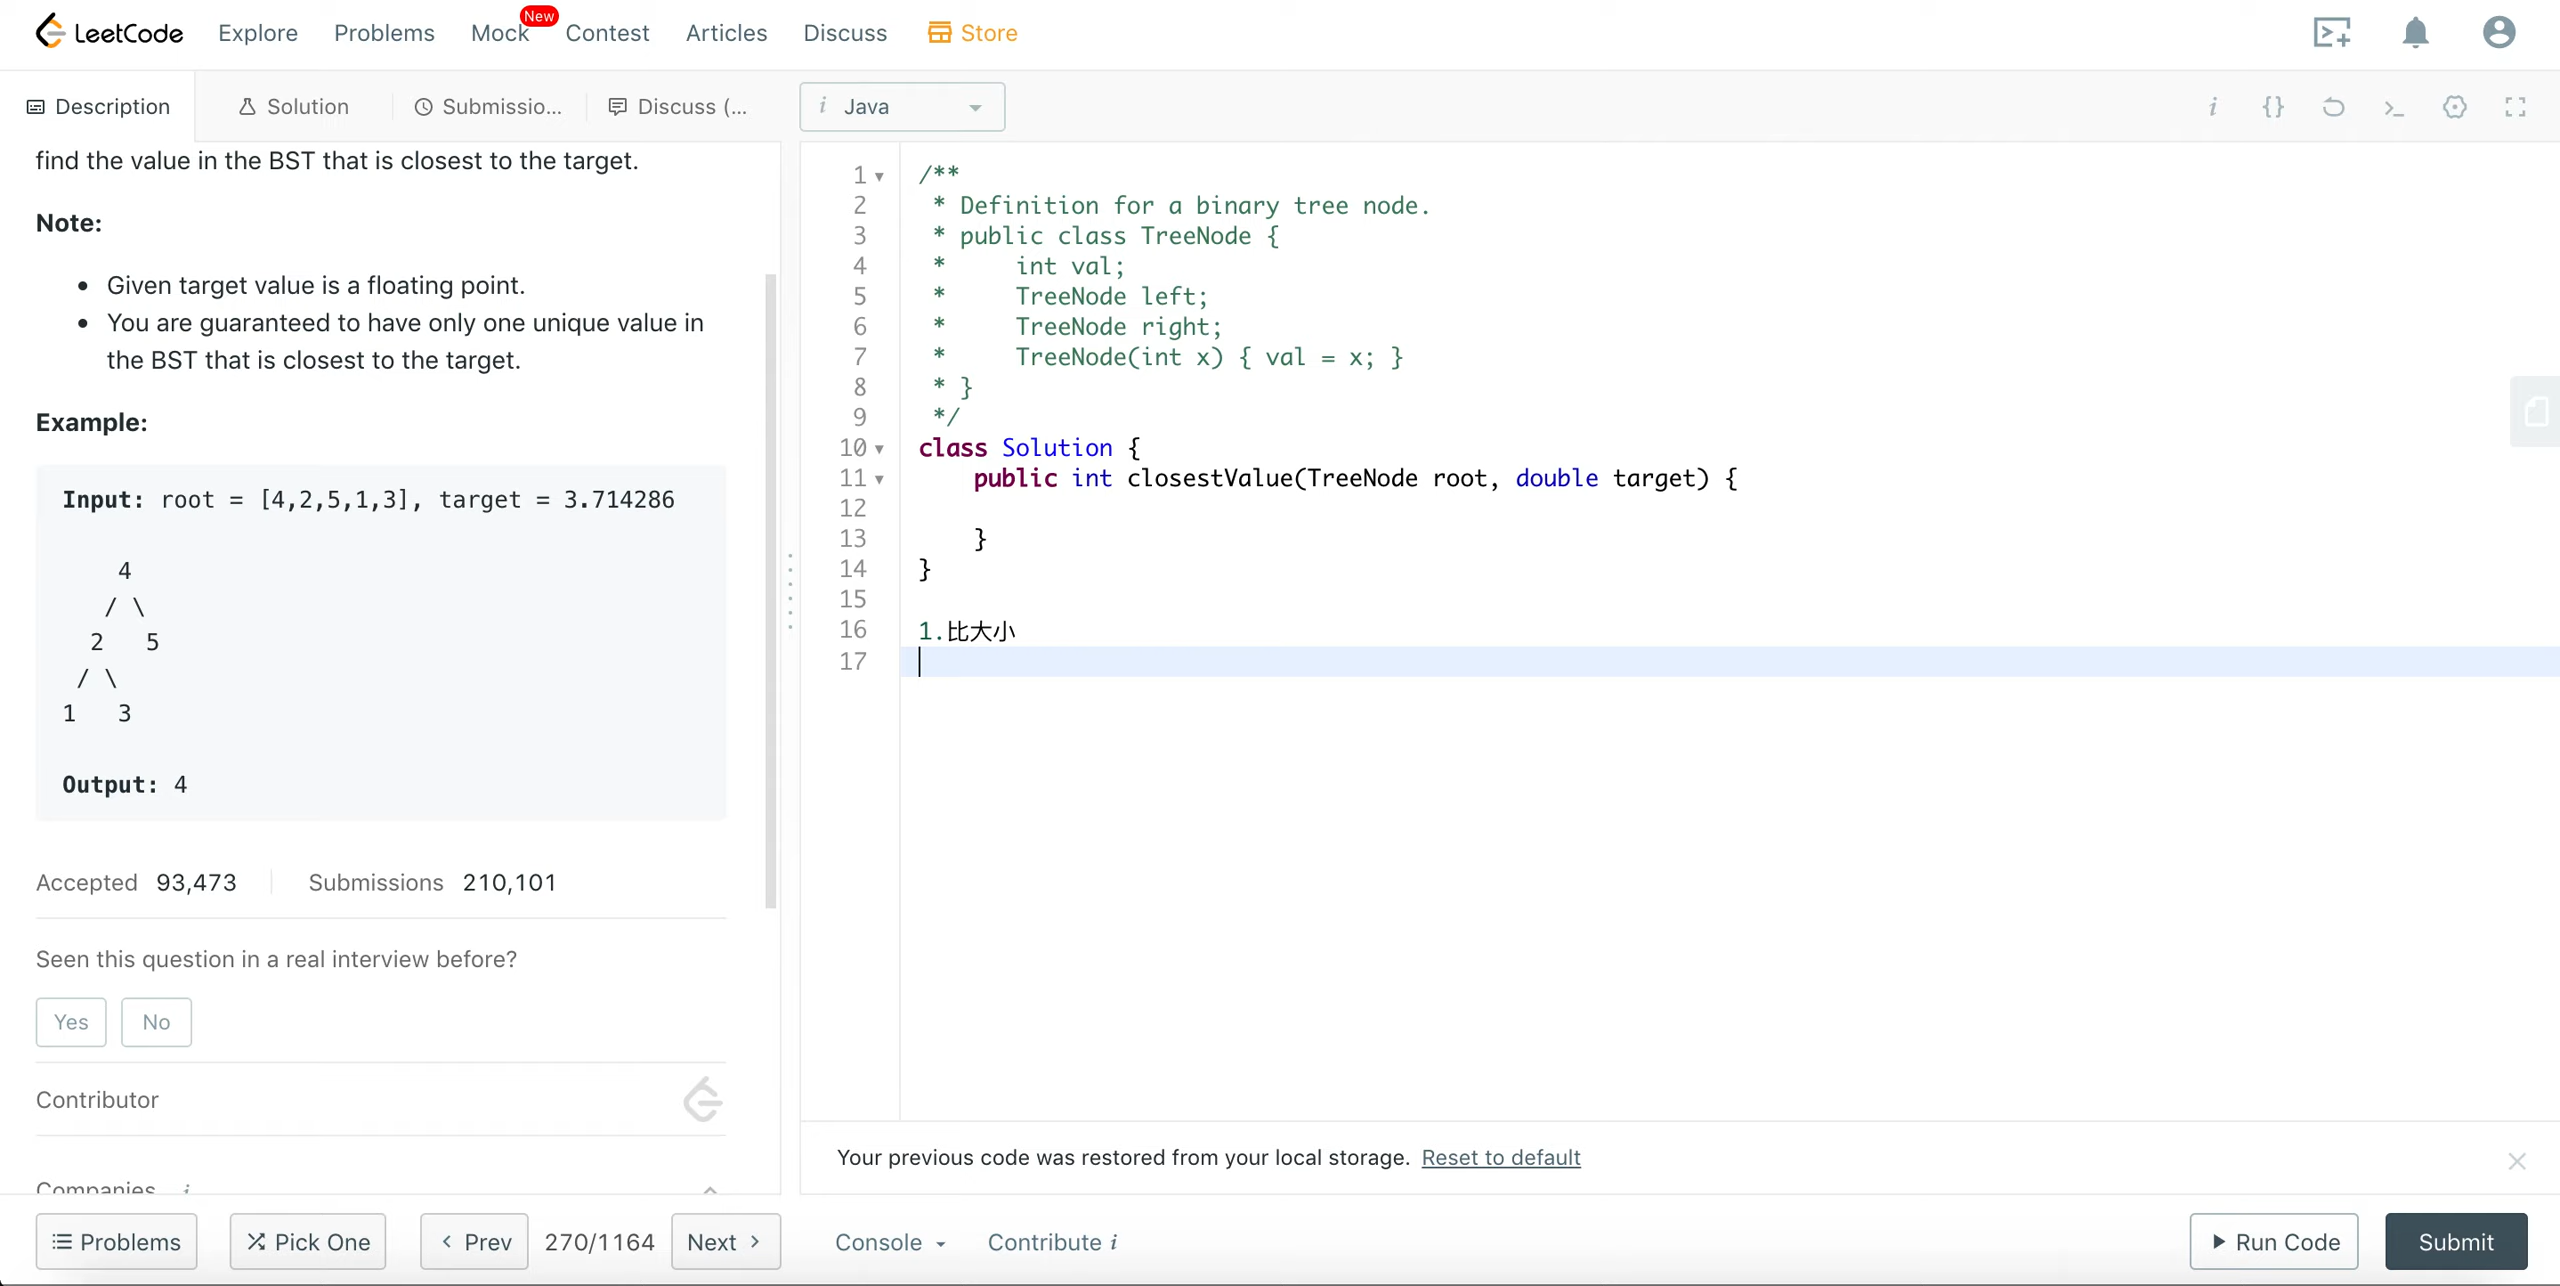 LeetCode Explore Problems Mock New Contest Articles Discuss Store
Description Solution Submissio... Discuss (... i Java
find the value in the BST that is closest to the target.
Note:
• Given target value is a floating point.
• You are guaranteed to have only one unique value in
the BST that is closest to the target.
Example:
Input: root = [4,2,5,1,3], target = 3.714286
4
/ \
2 5
/ \
1 3
Output: 4
Accepted 93,473 Submissions 210,101
Seen this question in a real interview before?
Yes No
Contributor
Companies i
1 /**
2 * Definition for a binary tree node.
3 * public class TreeNode {
4 * int val;
5 * TreeNode left;
6 * TreeNode right;
7 * TreeNode(int x) { val = x; }
8 * }
9 */
10 class Solution {
11 public int closestValue(TreeNode root, double target) {
12
13 }
14 }
15
16 1.比大小
17
Your previous code was restored from your local storage. Reset to default
Problems Pick One Prev 270/1164 Next Console Contribute i Run Code Submit